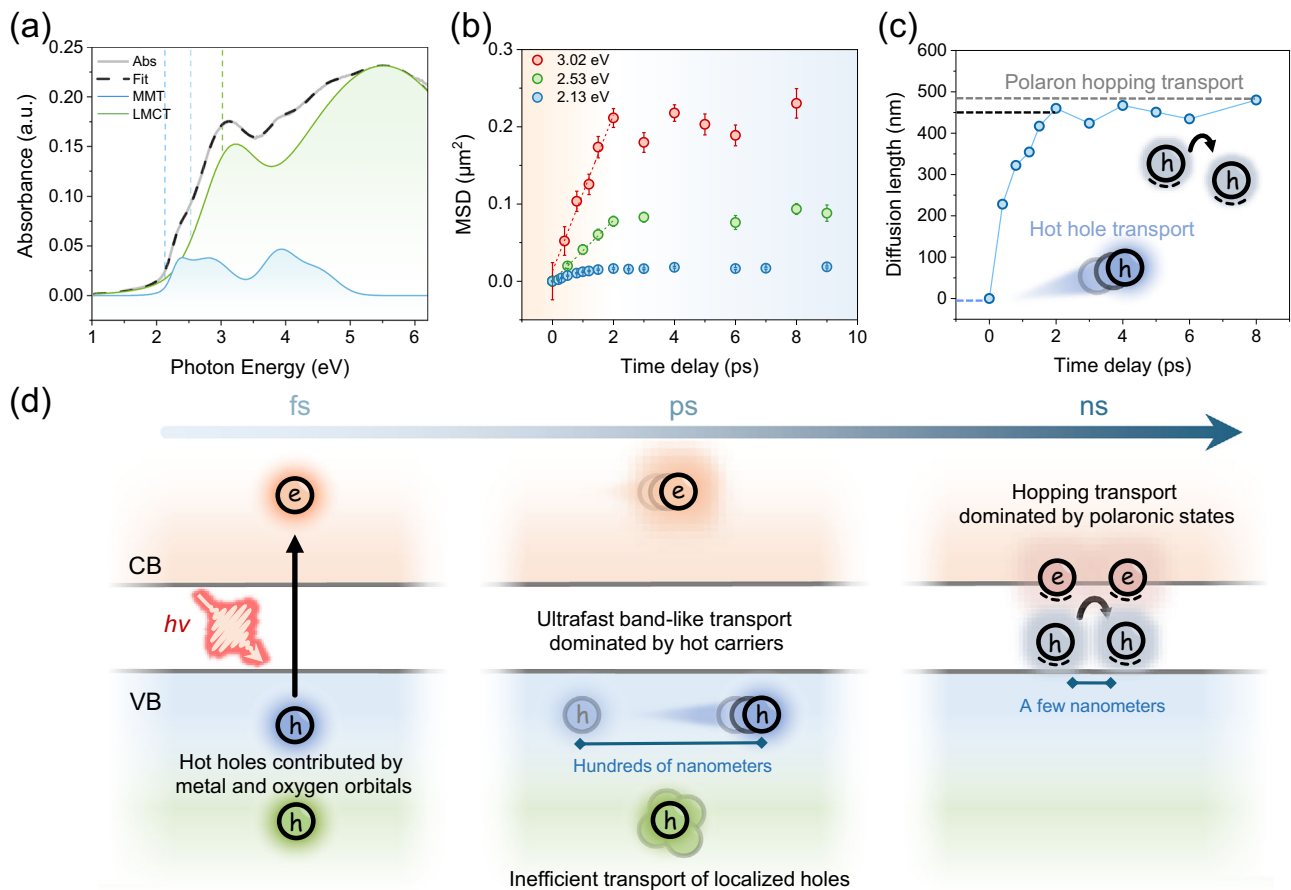 (a)
0.25
0.20
0.15
0.10
0.05
0.00
Absorbance (a.u.)
Abs
Fit
MMT
LMCT
1 2 3 4 5 6
Photon Energy (eV)
(b)
0.3
0.2
0.1
0.0
MSD (μm²)
3.02 eV
2.53 eV
2.13 eV
0 2 4 6 8 10
Time delay (ps)
(c)
600
500
400
300
200
100
0
Diffusion length (nm)
Polaron hopping transport
h
h
Hot hole transport
h
0 2 4 6 8
Time delay (ps)
(d)
fs ps ns
e
CB
hv
VB
h
Hot holes contributed by
metal and oxygen orbitals
h
e
Ultrafast band-like transport
dominated by hot carriers
h h
Hundreds of nanometers
h
Inefficient transport of localized holes
Hopping transport
dominated by polaronic states
e e
h h
A few nanometers